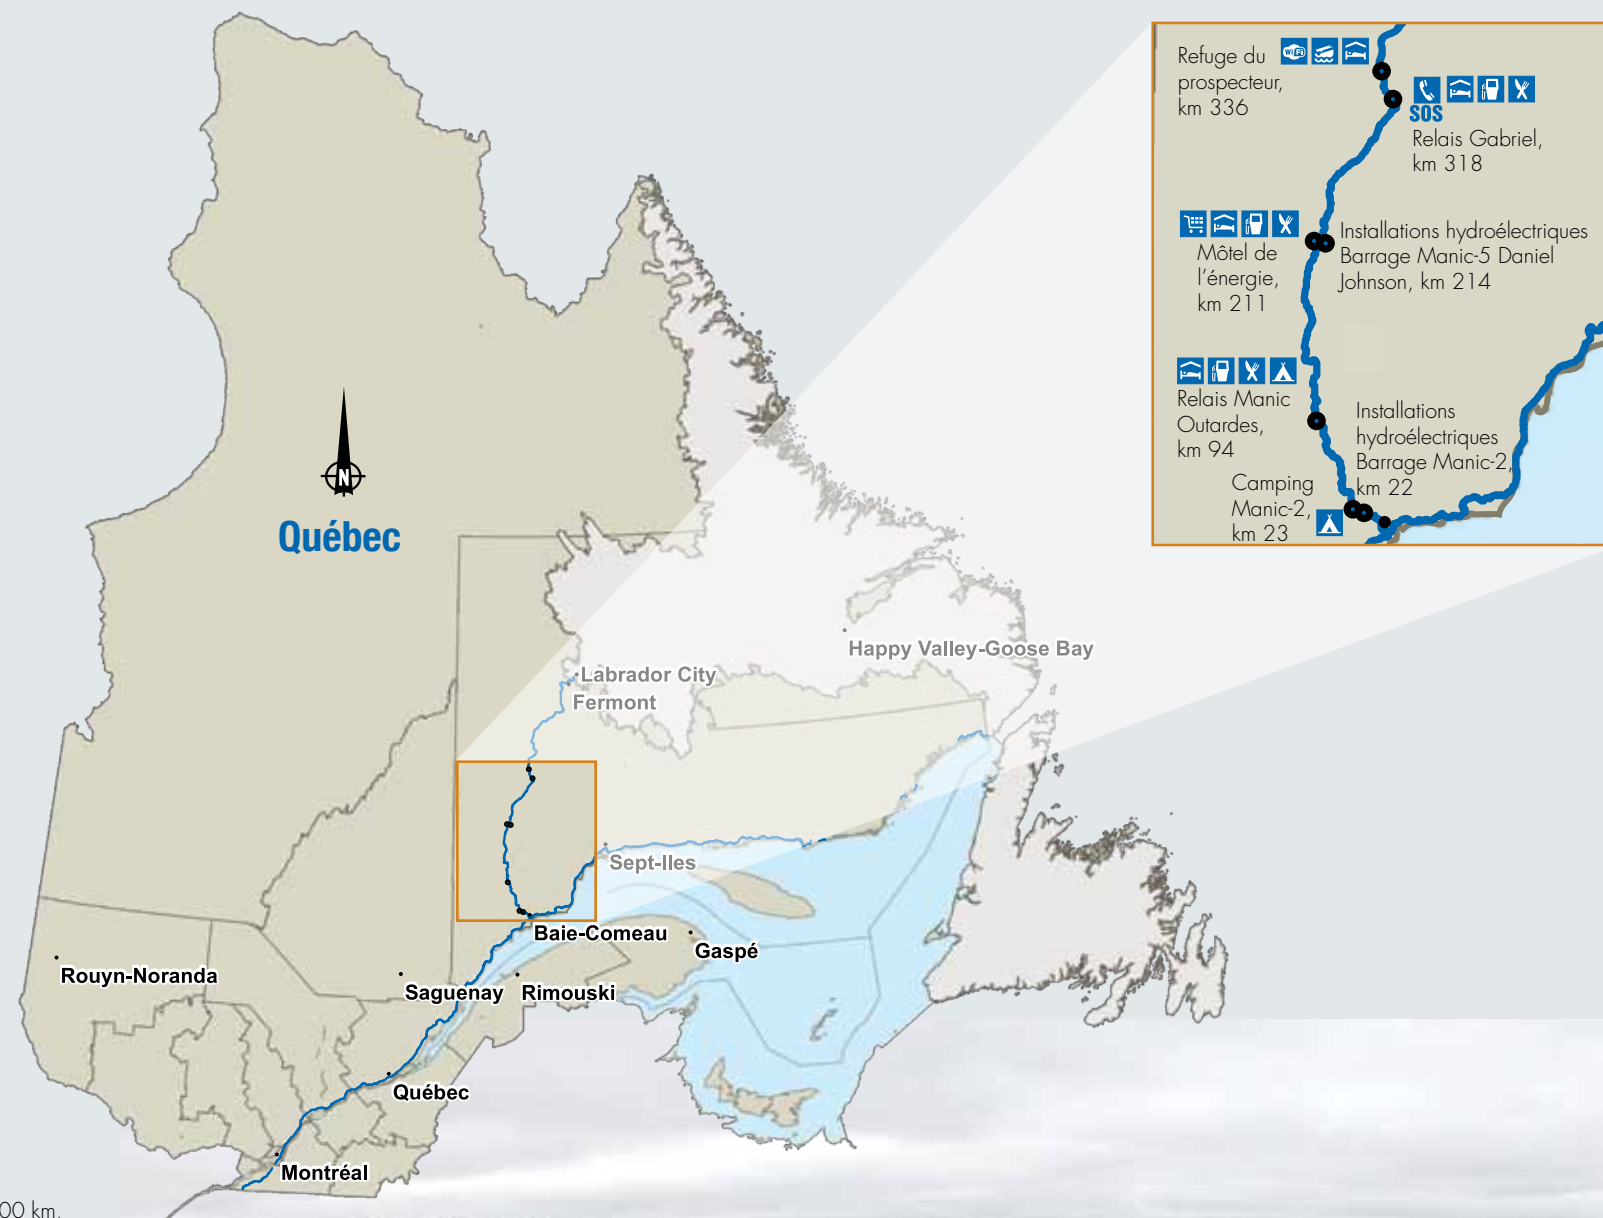 Refuge du
prospecteur,
km 336
WiFi
SOS
Relais Gabriel,
km 318
Môtel de
l'énergie,
km 211
Installations hydroélectriques
Barrage Manic-5 Daniel
Johnson, km 214
Relais Manic
Outardes,
km 94
Installations
hydroélectriques
Barrage Manic-2,
km 22
Camping
Manic-2,
km 23
N
Québec
Happy Valley-Goose Bay
Labrador City
Fermont
Sept-Iles
Baie-Comeau
Gaspé
Rouyn-Noranda
Saguenay
Rimouski
Québec
Montréal
00 km.